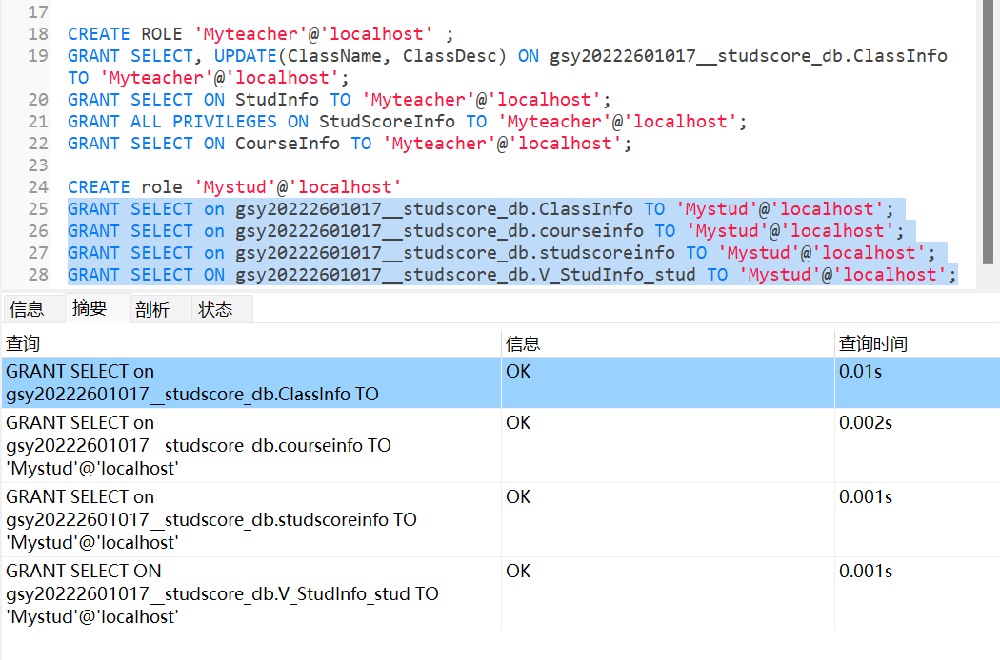 17
18 CREATE ROLE 'Myteacher'@'localhost' ;
19 GRANT SELECT, UPDATE(ClassName, ClassDesc) ON gsy20222601017__studscore_db.ClassInfo
TO 'Myteacher'@'localhost';
20 GRANT SELECT ON StudInfo TO 'Myteacher'@'localhost';
21 GRANT ALL PRIVILEGES ON StudScoreInfo TO 'Myteacher'@'localhost';
22 GRANT SELECT ON CourseInfo TO 'Myteacher'@'localhost';
23
24 CREATE role 'Mystud'@'localhost'
25 GRANT SELECT on gsy20222601017__studscore_db.ClassInfo TO 'Mystud'@'localhost';
26 GRANT SELECT on gsy20222601017__studscore_db.courseinfo TO 'Mystud'@'localhost';
27 GRANT SELECT on gsy20222601017__studscore_db.studscoreinfo TO 'Mystud'@'localhost';
28 GRANT SELECT ON gsy20222601017__studscore_db.V_StudInfo_stud TO 'Mystud'@'localhost';
信息 摘要 剖析 状态
查询 信息 查询时间
GRANT SELECT on OK 0.01s
gsy20222601017__studscore_db.ClassInfo TO
GRANT SELECT on OK 0.002s
gsy20222601017__studscore_db.courseinfo TO
'Mystud'@'localhost'
GRANT SELECT on OK 0.001s
gsy20222601017__studscore_db.studscoreinfo TO
'Mystud'@'localhost'
GRANT SELECT ON OK 0.001s
gsy20222601017__studscore_db.V_StudInfo_stud TO
'Mystud'@'localhost'